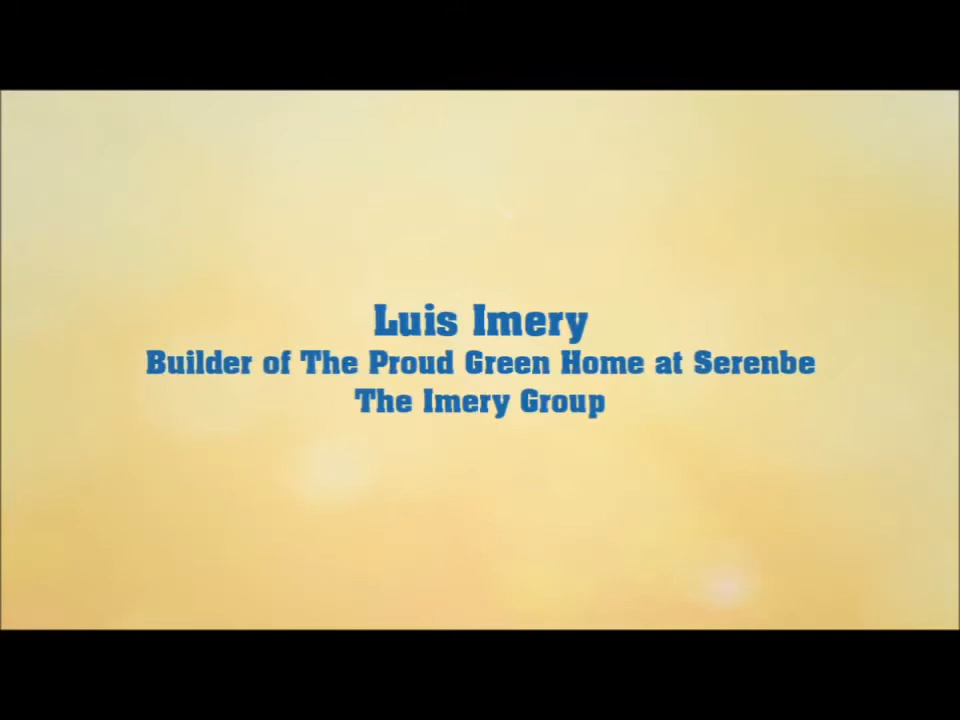 Luis Imery
Builder of The Proud Green Home at Serenbe
The Imery Group